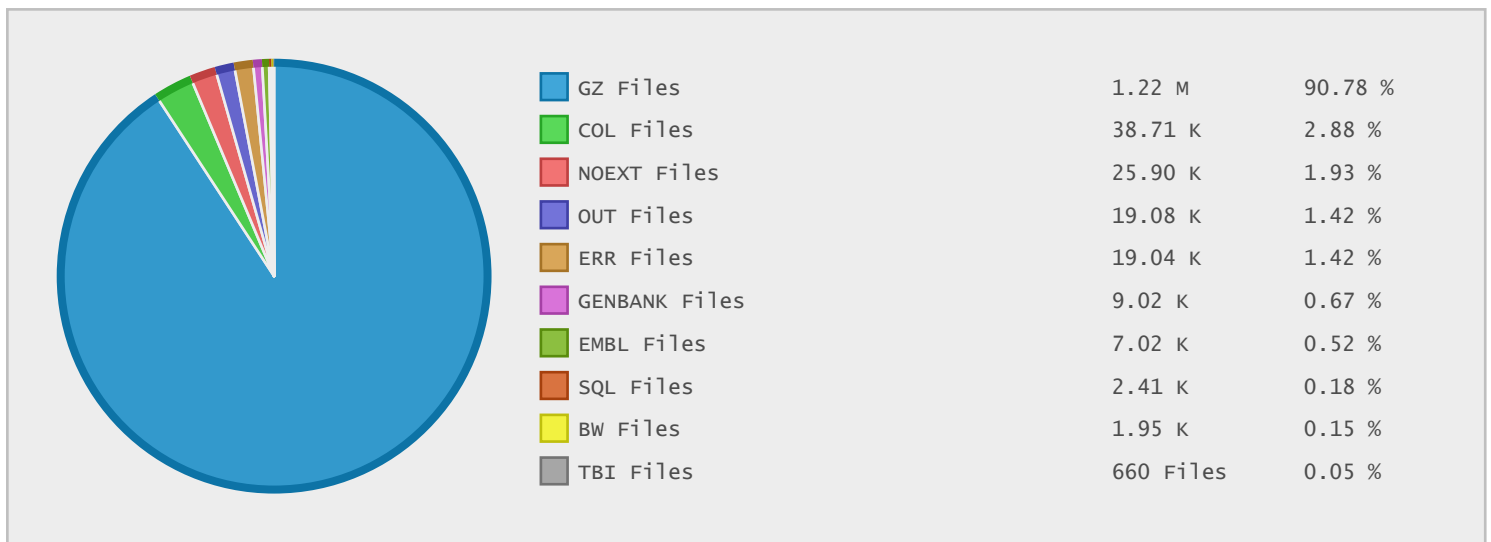 GZ Files 1.22 M 90.78 %
COL Files 38.71 K 2.88 %
NOEXT Files 25.90 K 1.93 %
OUT Files 19.08 K 1.42 %
ERR Files 19.04 K 1.42 %
GENBANK Files 9.02 K 0.67 %
EMBL Files 7.02 K 0.52 %
SQL Files 2.41 K 0.18 %
BW Files 1.95 K 0.15 %
TBI Files 660 Files 0.05 %